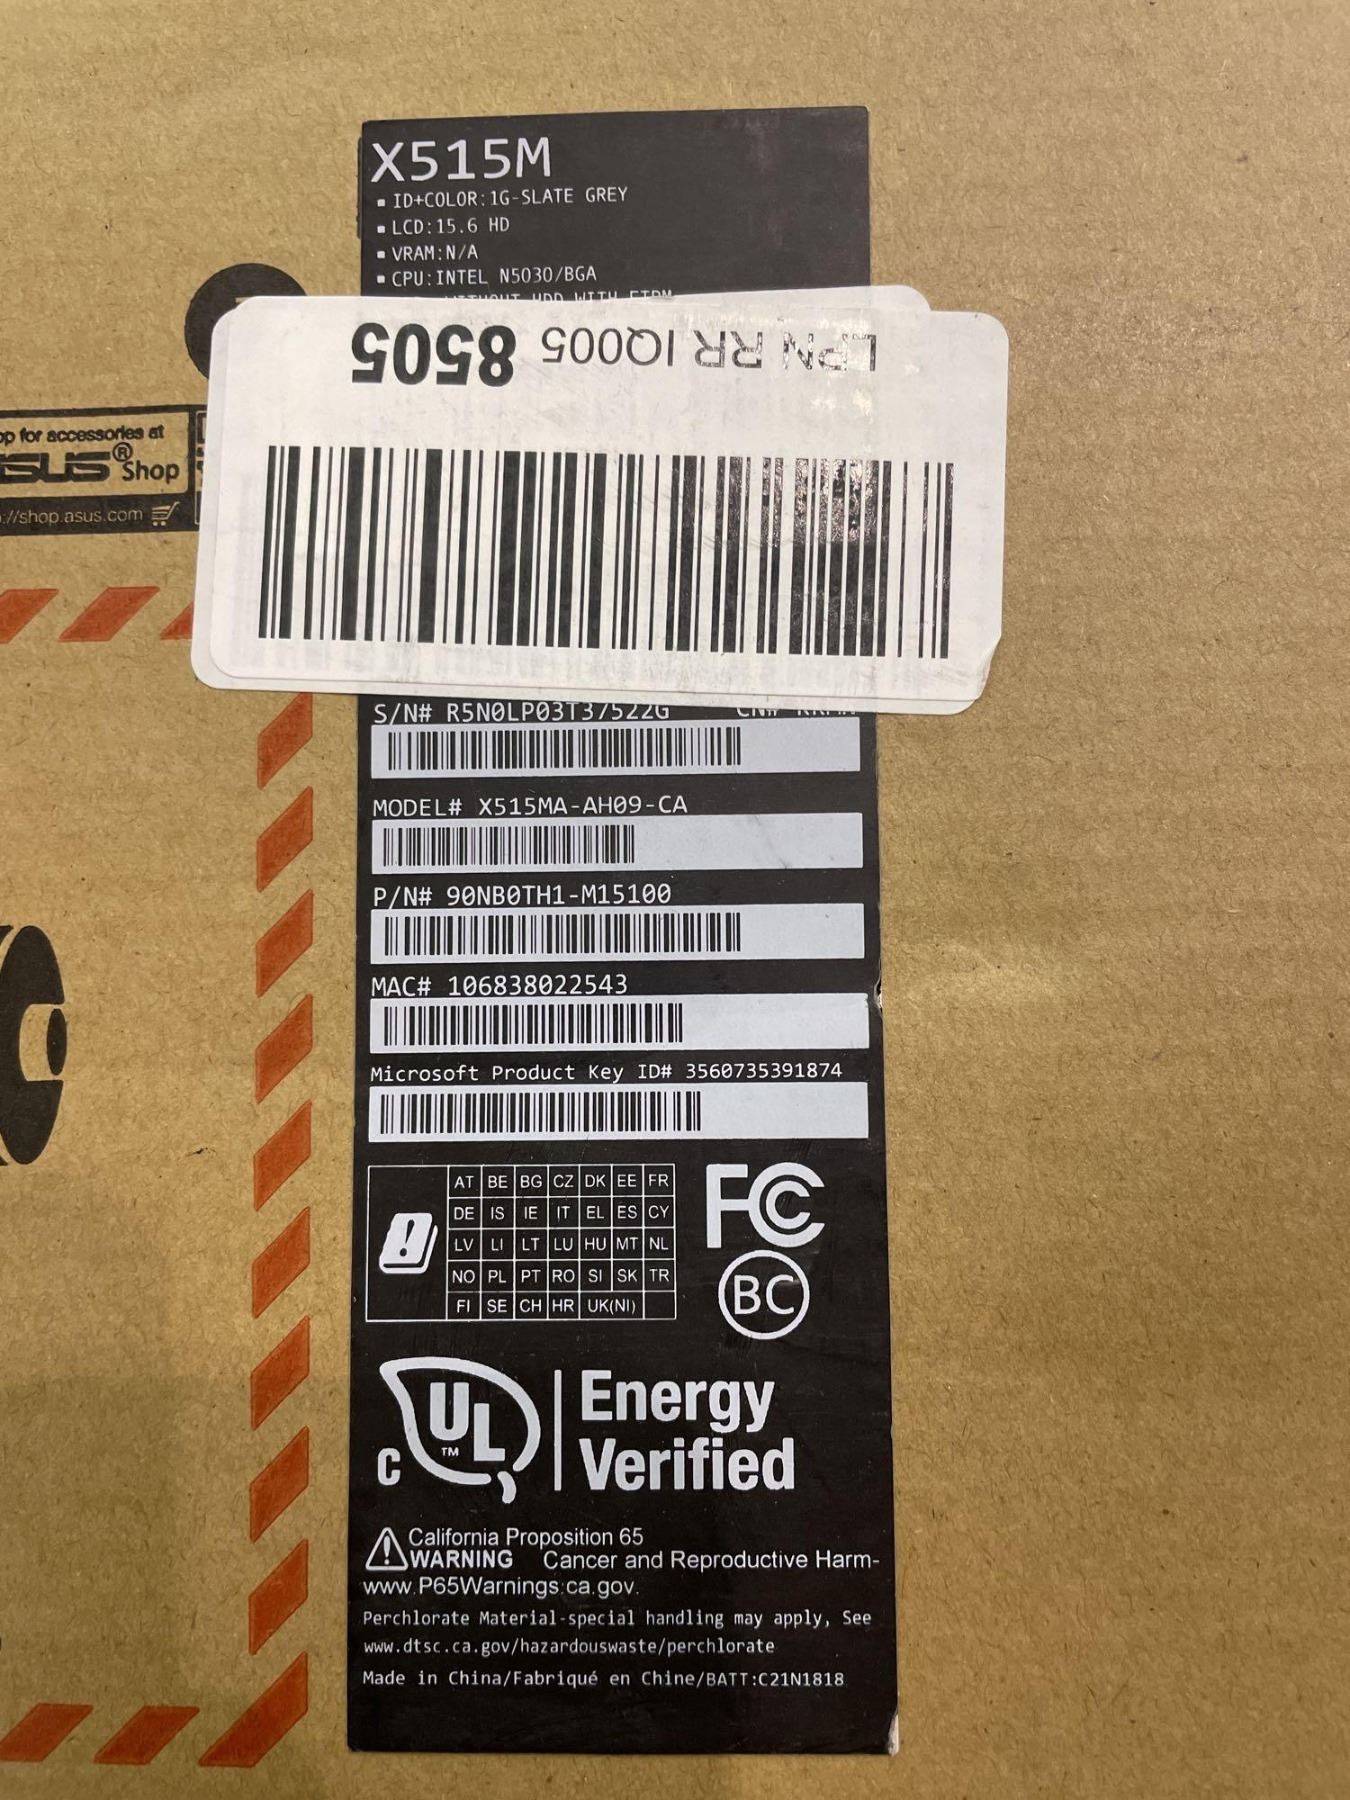 X515M
▪ ID+COLOR:1G-SLATE GREY
▪ LCD:15.6 HD
▪ VRAM:N/A
▪ CPU:INTEL N5030/BGA
WITHOUT HDD WITH FTPM
LPN RR IQ005 8505
op for accessories at
ASUS® Shop
://shop.asus.com
S/N# R5N0LP03T37522G CN#
MODEL# X515MA-AH09-CA
P/N# 90NB0TH1-M15100
MAC# 106838022543
Microsoft Product Key ID# 3560735391874
AT BE BG CZ DK EE FR
DE IS IE IT EL ES CY
LV LI LT LU HU MT NL
NO PL PT RO SI SK TR
FI SE CH HR UK(NI)
FC
BC
C UL ™
Energy
Verified
California Proposition 65
WARNING Cancer and Reproductive Harm-
www.P65Warnings.ca.gov.
Perchlorate Material-special handling may apply, See
www.dtsc.ca.gov/hazardouswaste/perchlorate
Made in China/Fabriqué en Chine/BATT:C21N1818